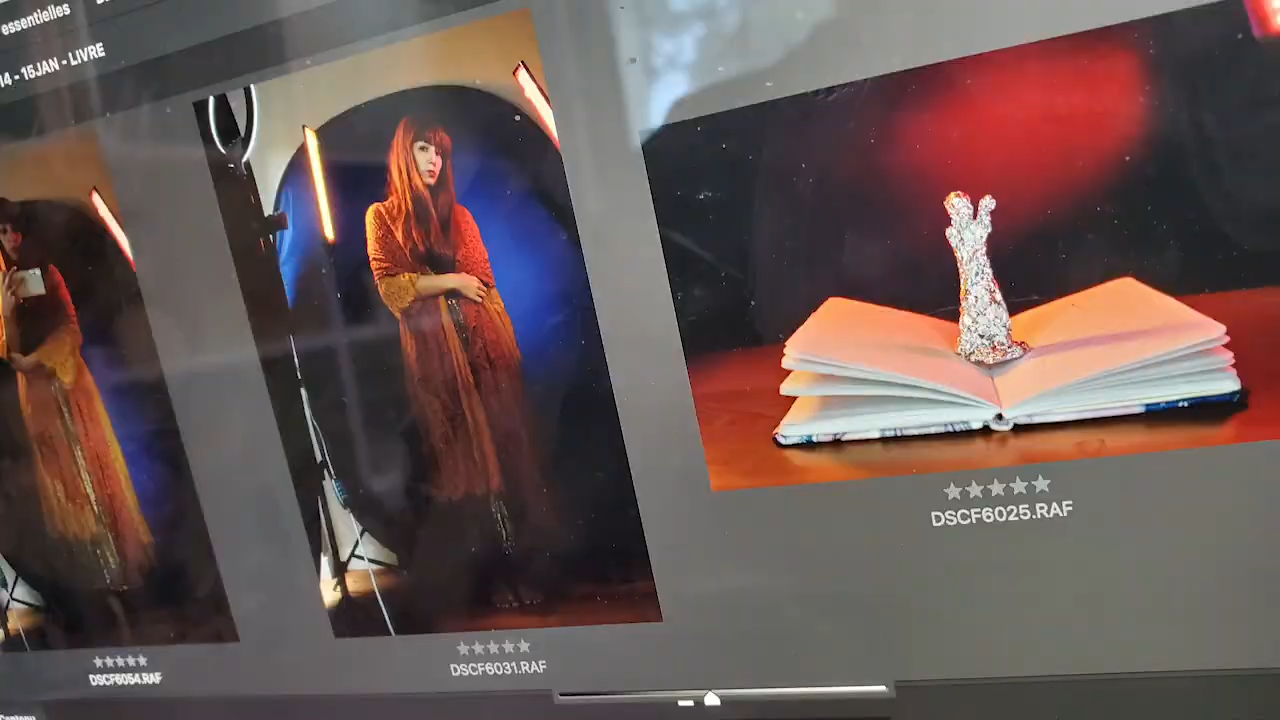 essentielles
14 - 15JAN - LIVRE
DSCF6054.RAF
DSCF6031.RAF
DSCF6025.RAF